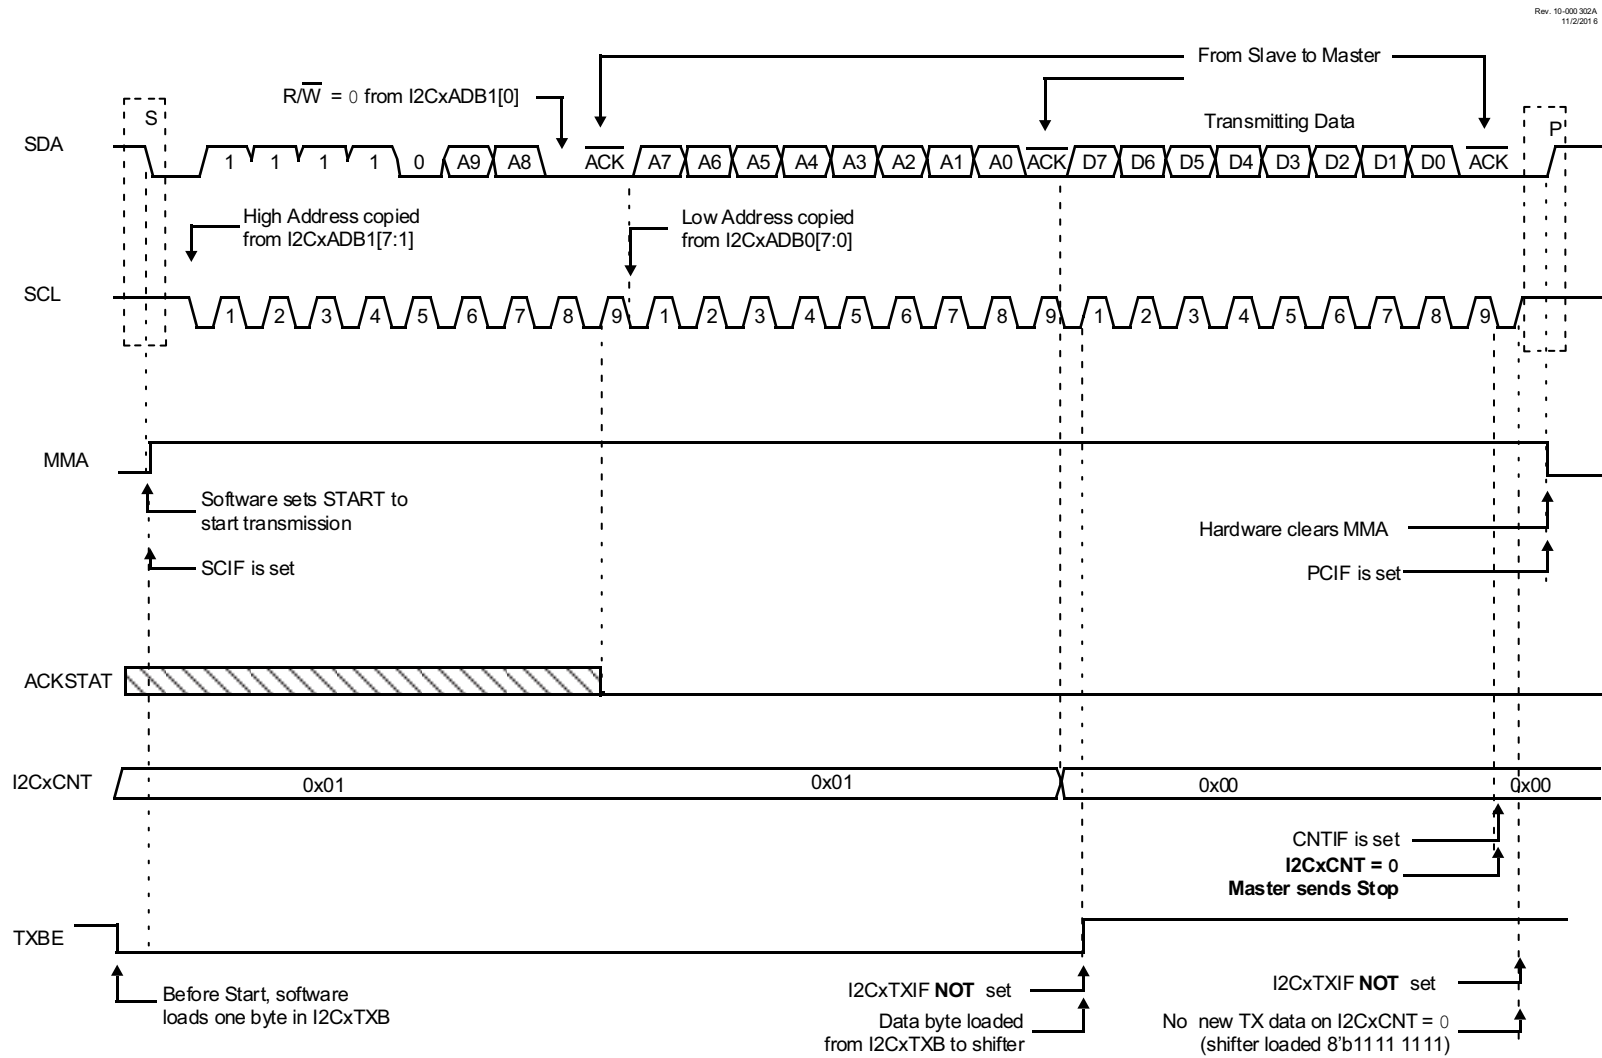 Rev. 10-000302A
11/2/2016
From Slave to Master
R/W = 0 from I2CxADB1[0]
Transmitting Data
S
P
SDA
1 1 1 1 0 A9 A8 ACK A7 A6 A5 A4 A3 A2 A1 A0 ACK D7 D6 D5 D4 D3 D2 D1 D0 ACK
High Address copied
from I2CxADB1[7:1]
Low Address copied
from I2CxADB0[7:0]
SCL
1 2 3 4 5 6 7 8 9 1 2 3 4 5 6 7 8 9 1 2 3 4 5 6 7 8 9
MMA
Software sets START to
start transmission
SCIF is set
Hardware clears MMA
PCIF is set
ACKSTAT
I2CxCNT
0x01 0x01 0x00 0x00
CNTIF is set
I2CxCNT = 0
Master sends Stop
TXBE
Before Start, software
loads one byte in I2CxTXB
I2CxTXIF NOT set
Data byte loaded
from I2CxTXB to shifter
I2CxTXIF NOT set
No new TX data on I2CxCNT = 0
(shifter loaded 8'b1111 1111)